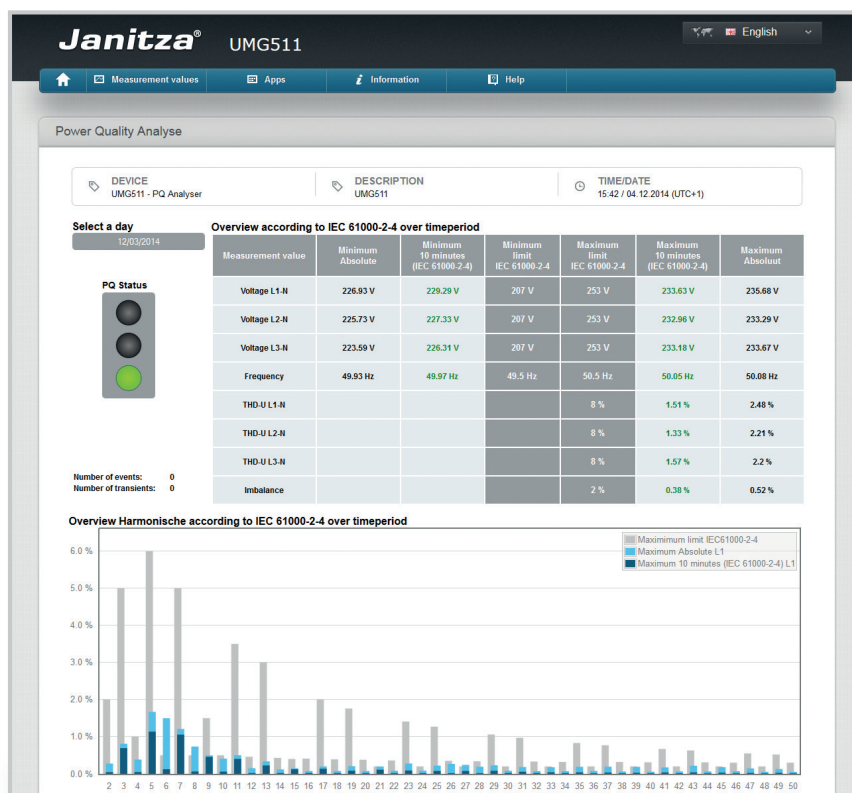 Janitza® UMG511
English
Measurement values Apps Information Help
Power Quality Analyse
DEVICE
UMG511 - PQ Analyser
DESCRIPTION
UMG511
TIME/DATE
15:42 / 04.12.2014 (UTC+1)
Select a day
12/03/2014
PQ Status
Number of events: 0
Number of transients: 0
Overview according to IEC 61000-2-4 over timeperiod
Measurement value
Minimum
Absolute
Minimum
10 minutes
(IEC 61000-2-4)
Minimum
limit
IEC 61000-2-4
Maximum
limit
IEC 61000-2-4
Maximum
10 minutes
(IEC 61000-2-4)
Maximum
Absoluut
Voltage L1-N 226.93 V 229.29 V 207 V 253 V 233.63 V 235.68 V
Voltage L2-N 225.73 V 227.33 V 207 V 253 V 232.96 V 233.29 V
Voltage L3-N 223.59 V 226.31 V 207 V 253 V 233.18 V 233.67 V
Frequency 49.93 Hz 49.97 Hz 49.5 Hz 50.5 Hz 50.05 Hz 50.08 Hz
THD-U L1-N 8 % 1.51 % 2.48 %
THD-U L2-N 8 % 1.33 % 2.21 %
THD-U L3-N 8 % 1.57 % 2.2 %
Imbalance 2 % 0.38 % 0.52 %
Overview Harmonische according to IEC 61000-2-4 over timeperiod
Maximimum limit IEC61000-2-4
Maximum Absolute L1
Maximum 10 minutes (IEC 61000-2-4) L1
6.0 %
5.0 %
4.0 %
3.0 %
2.0 %
1.0 %
0.0 %
2 3 4 5 6 7 8 9 10 11 12 13 14 15 16 17 18 19 20 21 22 23 24 25 26 27 28 29 30 31 32 33 34 35 36 37 38 39 40 41 42 43 44 45 46 47 48 49 50